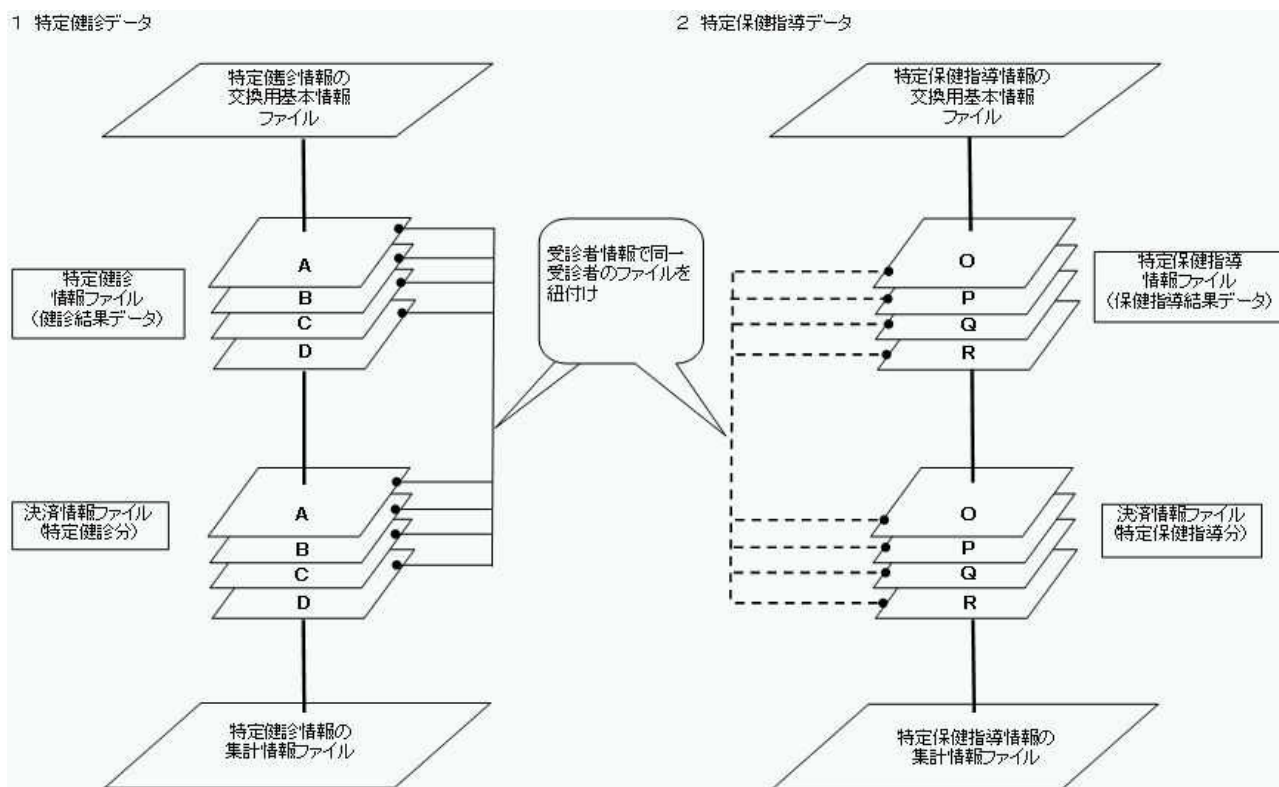 1 特定健診データ
特定健診情報の
交換用基本情報
ファイル
特定健診
情報ファイル
(健診結果データ)
A
B
C
D
決済情報ファイル
(特定健診分)
A
B
C
D
特定健診情報の
集計情報ファイル
受診者情報で同一
受診者のファイルを
紐付け
2 特定保健指導データ
特定保健指導情報の
交換用基本情報
ファイル
O
P
Q
R
特定保健指導
情報ファイル
(保健指導結果データ)
O
P
Q
R
決済情報ファイル
(特定保健指導分)
特定保健指導情報の
集計情報ファイル